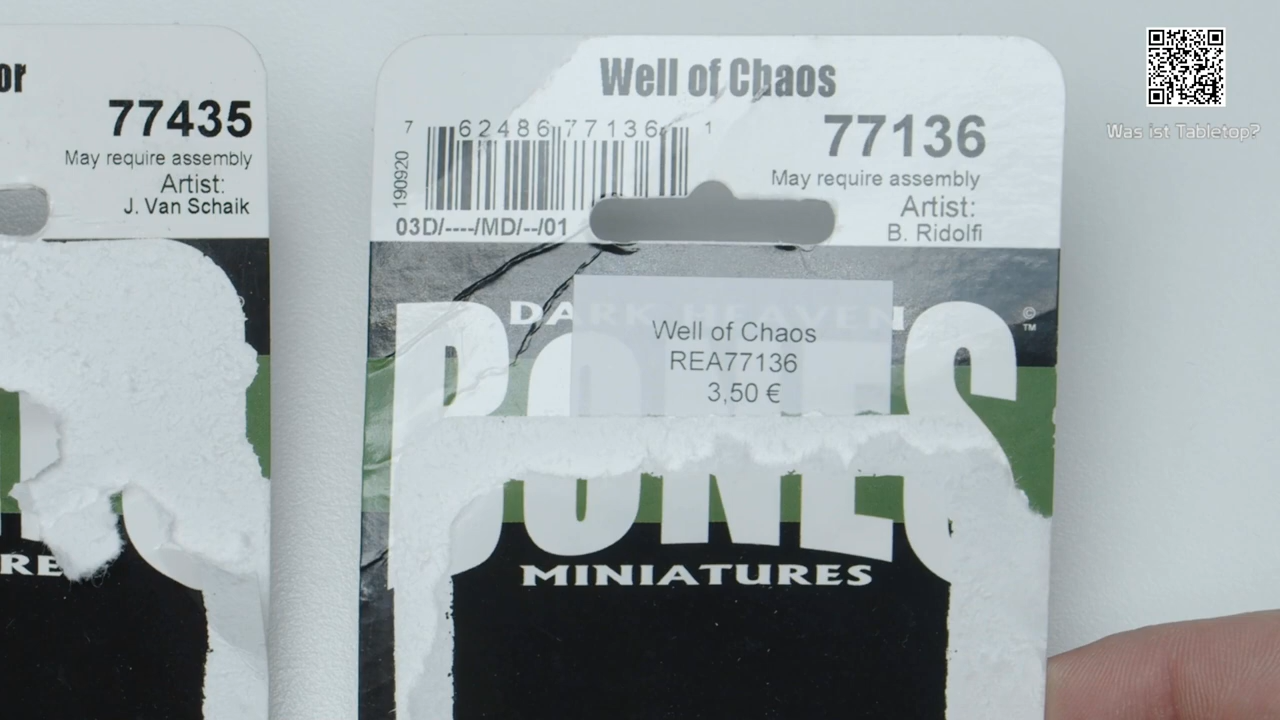 or
77435
May require assembly
Artist:
J. Van Schaik
RE
Well of Chaos
7 62486 77136 1
190920
03D/----/MD/--/01
77136
May require assembly
Artist:
B. Ridolfi
DARK HEAVEN
BONES
©
TM
Well of Chaos
REA77136
3,50 €
MINIATURES
Was ist Tabletop?